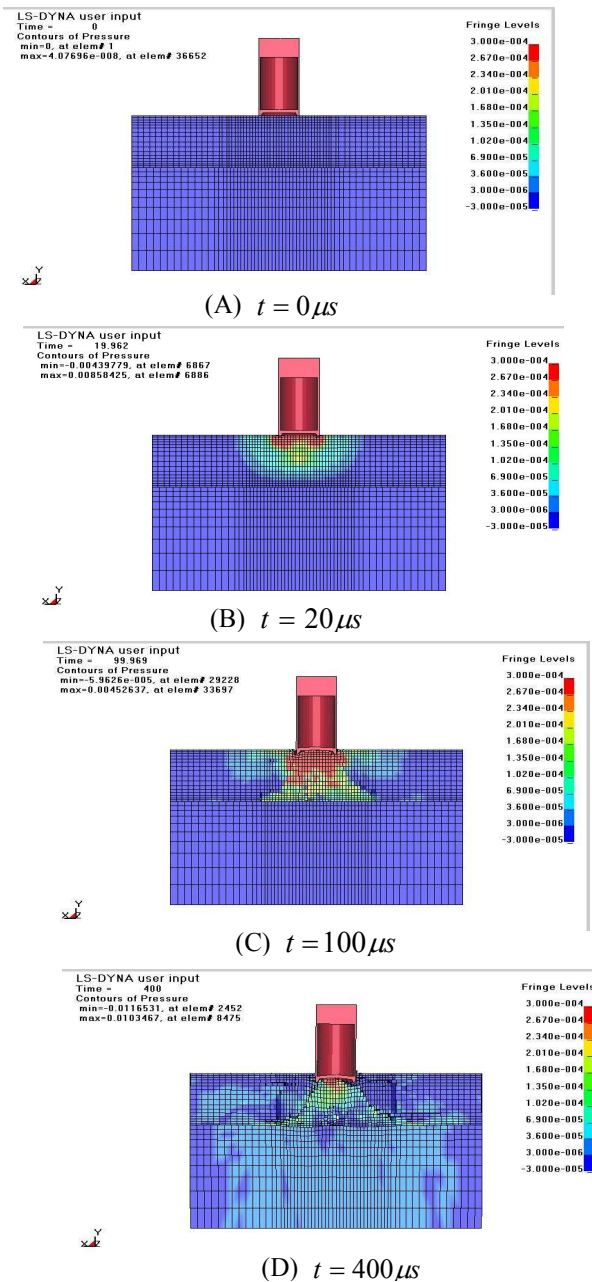 LS-DYNA user input
Time = 0
Contours of Pressure
min=0, at elem# 1
max=4.07696e-008, at elem# 36652
Fringe Levels
3.000e-004
2.670e-004
2.340e-004
2.010e-004
1.680e-004
1.350e-004
1.020e-004
6.900e-005
3.600e-005
3.000e-006
-3.000e-005
Y
X Z
(A) t = 0μs
LS-DYNA user input
Time = 19.962
Contours of Pressure
min=-0.00439779, at elem# 6867
max=0.00858425, at elem# 6886
Fringe Levels
3.000e-004
2.670e-004
2.340e-004
2.010e-004
1.680e-004
1.350e-004
1.020e-004
6.900e-005
3.600e-005
3.000e-006
-3.000e-005
Y
X Z
(B) t = 20μs
LS-DYNA user input
Time = 99.969
Contours of Pressure
min=-5.9626e-005, at elem# 29228
max=0.00452637, at elem# 33697
Fringe Levels
3.000e-004
2.670e-004
2.340e-004
2.010e-004
1.680e-004
1.350e-004
1.020e-004
6.900e-005
3.600e-005
3.000e-006
-3.000e-005
Y
X Z
(C) t = 100μs
LS-DYNA user input
Time = 400
Contours of Pressure
min=-0.0116531, at elem# 2452
max=0.0103467, at elem# 8475
Fringe Levels
3.000e-004
2.670e-004
2.340e-004
2.010e-004
1.680e-004
1.350e-004
1.020e-004
6.900e-005
3.600e-005
3.000e-006
-3.000e-005
Y
X Z
(D) t = 400μs